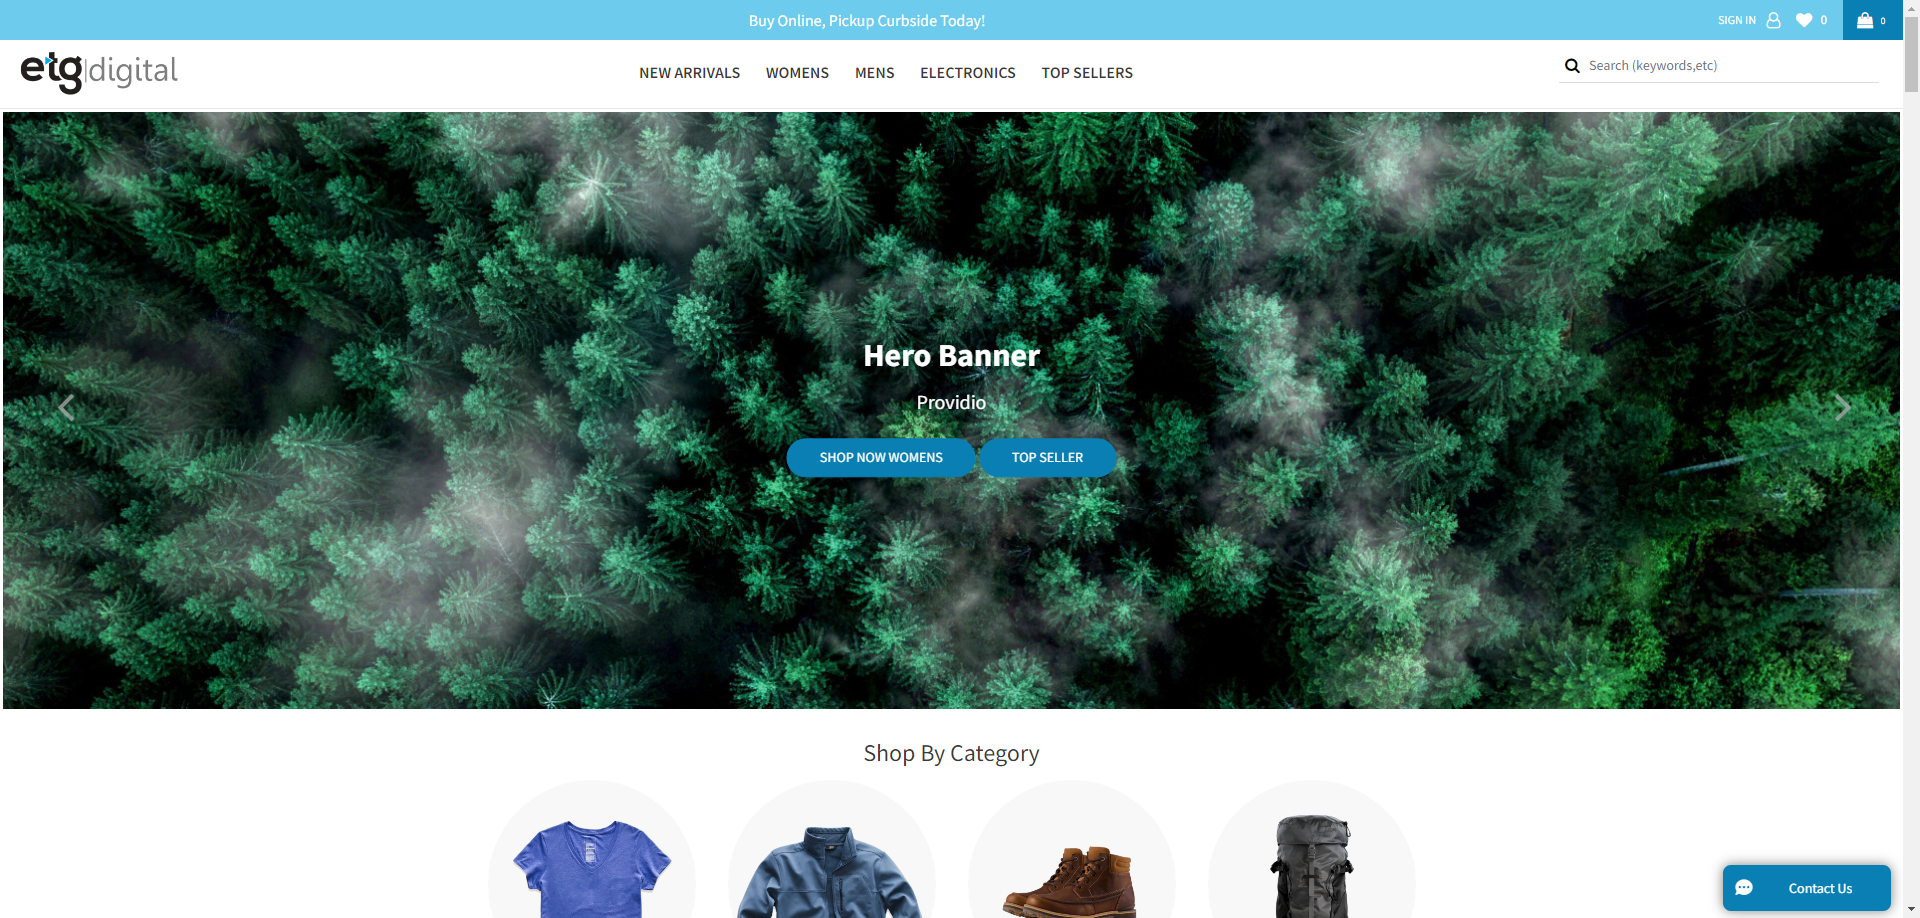 Buy Online, Pickup Curbside Today!
SIGN IN
0
0
etg|digital
NEW ARRIVALS
WOMENS
MENS
ELECTRONICS
TOP SELLERS
Search (keywords,etc)
Hero Banner
Providio
SHOP NOW WOMENS
TOP SELLER
Shop By Category
Contact Us